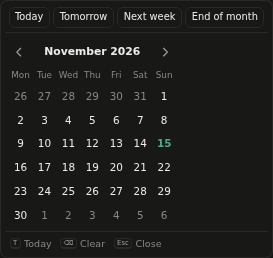 Today Tomorrow Next week End of month
November 2026
Mon Tue Wed Thu Fri Sat Sun
26 27 28 29 30 31 1
2 3 4 5 6 7 8
9 10 11 12 13 14 15
16 17 18 19 20 21 22
23 24 25 26 27 28 29
30 1 2 3 4 5 6
T Today ⌫ Clear Esc Close